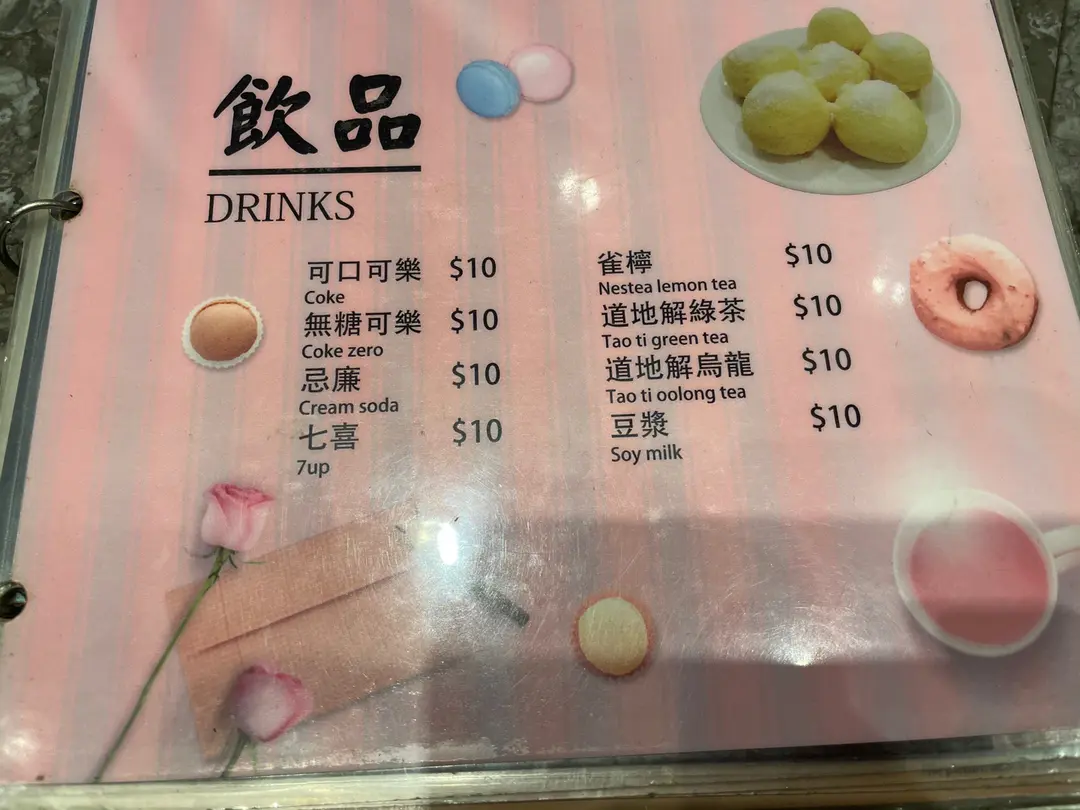 飲品
DRINKS
可口可樂 $10
Coke
無糖可樂 $10
Coke zero
忌廉 $10
Cream soda
七喜 $10
7up
雀檸 $10
Nestea lemon tea
道地解綠茶 $10
Tao ti green tea
道地解烏龍 $10
Tao ti oolong tea
豆漿 $10
Soy milk